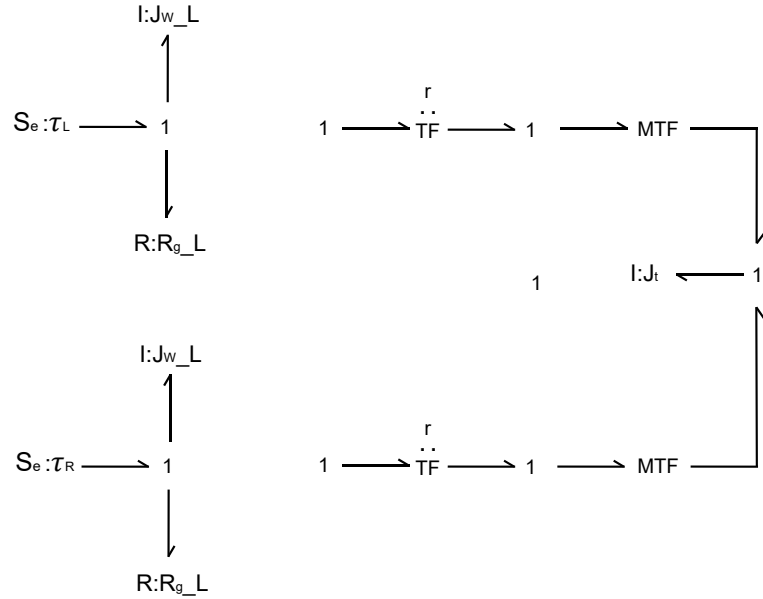 I:Jw_L
r
Se:τL 1 1 TF 1 MTF
R:Rg_L
1 I:Jt 1
I:Jw_L
r
Se:τR 1 1 TF 1 MTF
R:Rg_L